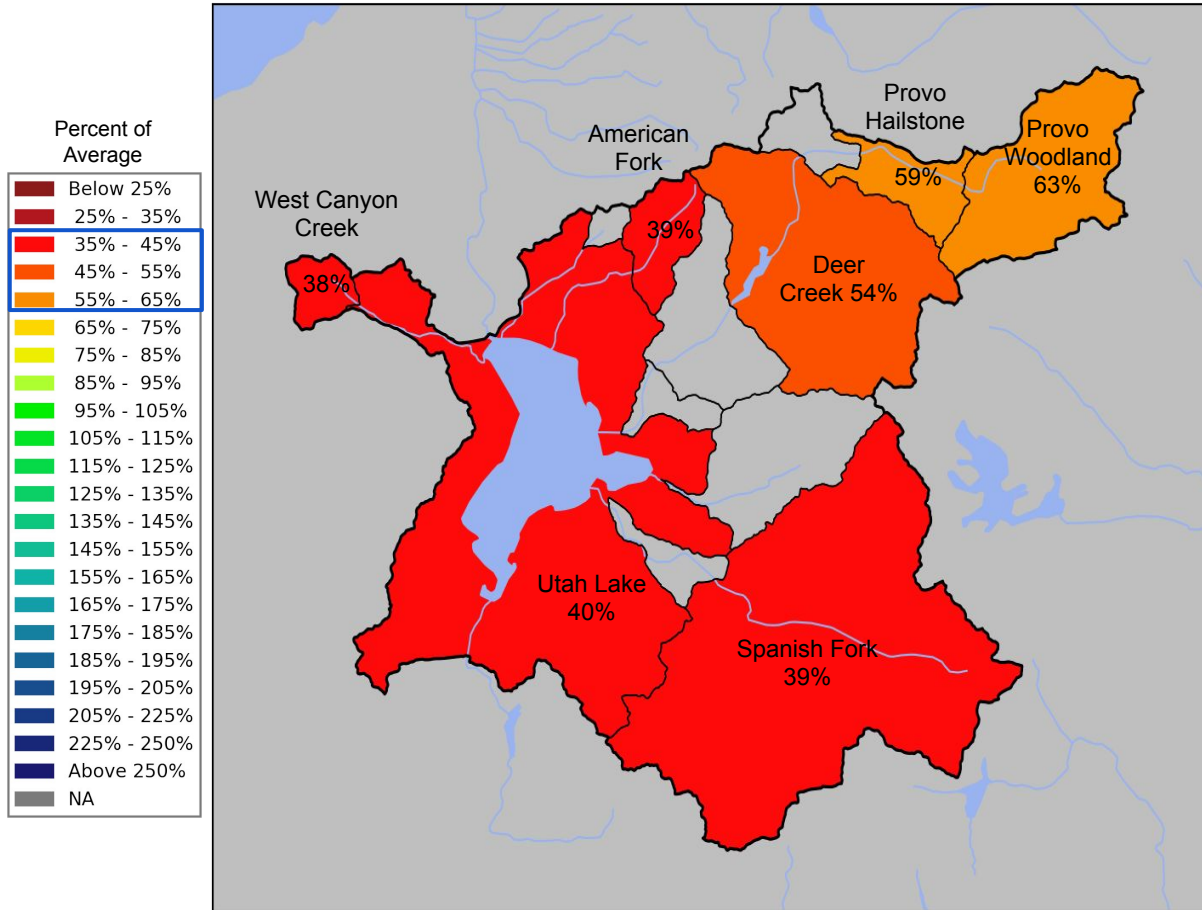 Percent of
Average
Below 25%
25% - 35%
35% - 45%
45% - 55%
55% - 65%
65% - 75%
75% - 85%
85% - 95%
95% - 105%
105% - 115%
115% - 125%
125% - 135%
135% - 145%
145% - 155%
155% - 165%
165% - 175%
175% - 185%
185% - 195%
195% - 205%
205% - 225%
225% - 250%
Above 250%
NA
West Canyon
Creek
38%
American
Fork
39%
Provo
Hailstone
59%
Provo
Woodland
63%
Deer
Creek 54%
Utah Lake
40%
Spanish Fork
39%